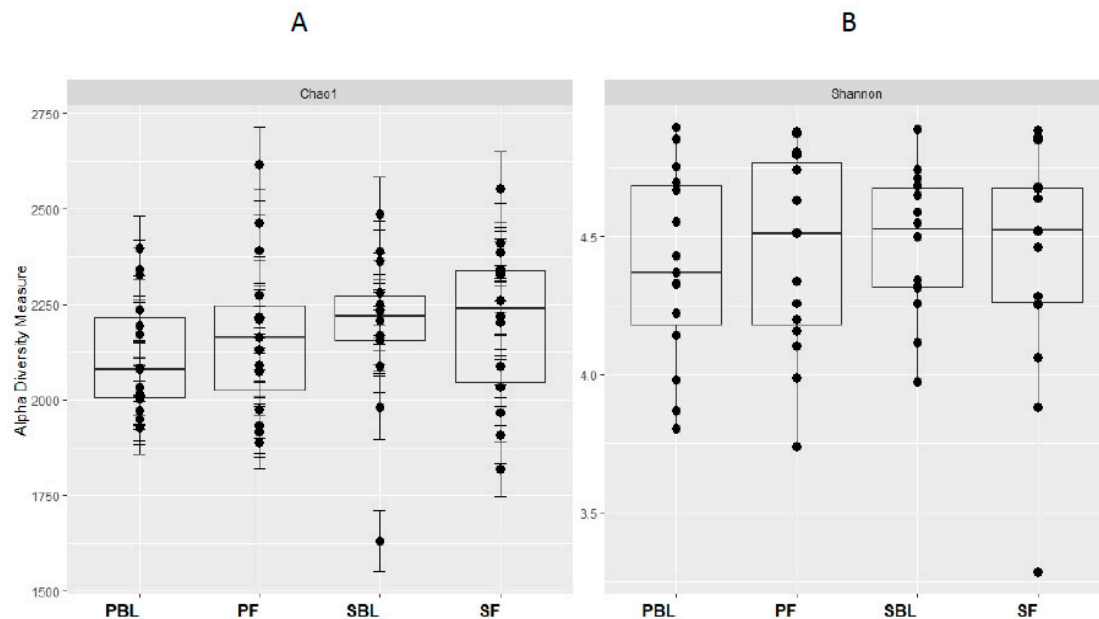 A B
Chao1 Shannon
Alpha Diversity Measure
2750
2500
2250
2000
1750
1500
4.5
4.0
3.5
PBL PF SBL SF PBL PF SBL SF